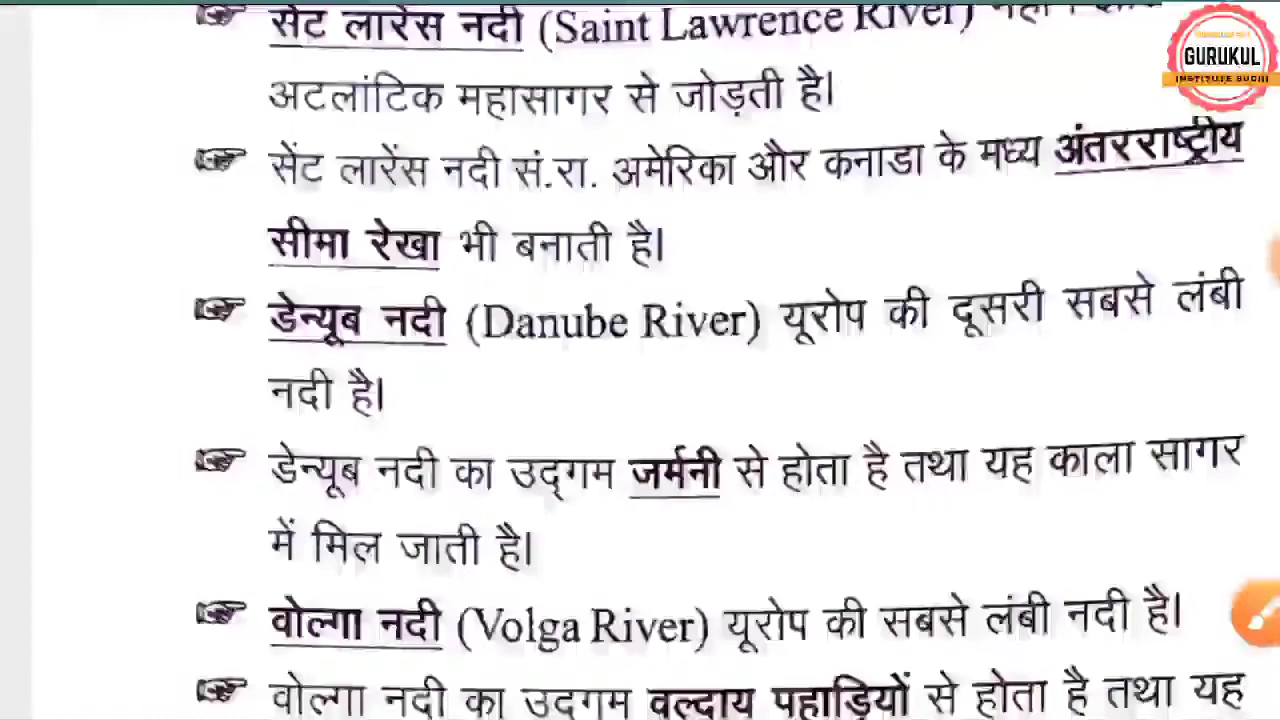 सेंट लारेंस नदी (Saint Lawrence River)
अटलांटिक महासागर से जोड़ती है।
सेंट लारेंस नदी सं.रा. अमेरिका और कनाडा के मध्य अंतरराष्ट्रीय
सीमा रेखा भी बनाती है।
डेन्यूब नदी (Danube River) यूरोप की दूसरी सबसे लंबी
नदी है।
डेन्यूब नदी का उद्‌गम जर्मनी से होता है तथा यह काला सागर
में मिल जाती है।
वोल्गा नदी (Volga River) यूरोप की सबसे लंबी नदी है।
वोल्गा नदी का उद्‌गम वल्दाय पहाड़ियों से होता है तथा यह
GURUKUL
INSTITUTE BUDHI